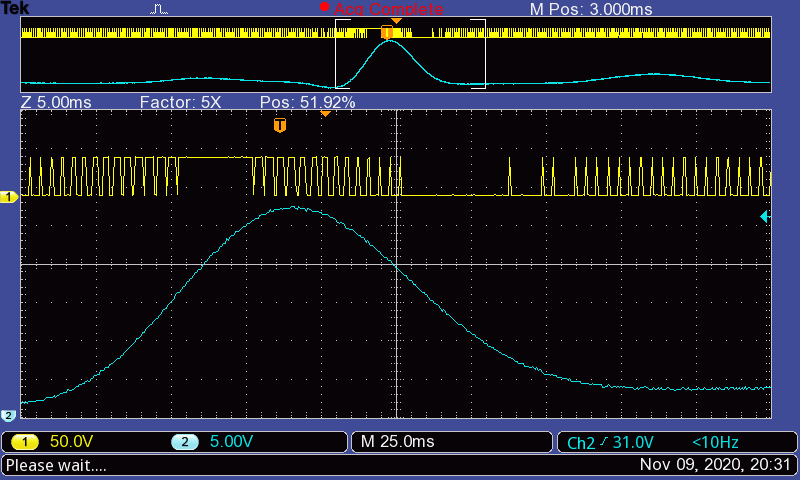 Tek Acq Complete M Pos: 3.000ms
T
Z 5.00ms Factor: 5X Pos: 51.92%
T
1
2
1 50.0V 2 5.00V M 25.0ms Ch2 31.0V <10Hz
Please wait.... Nov 09, 2020, 20:31